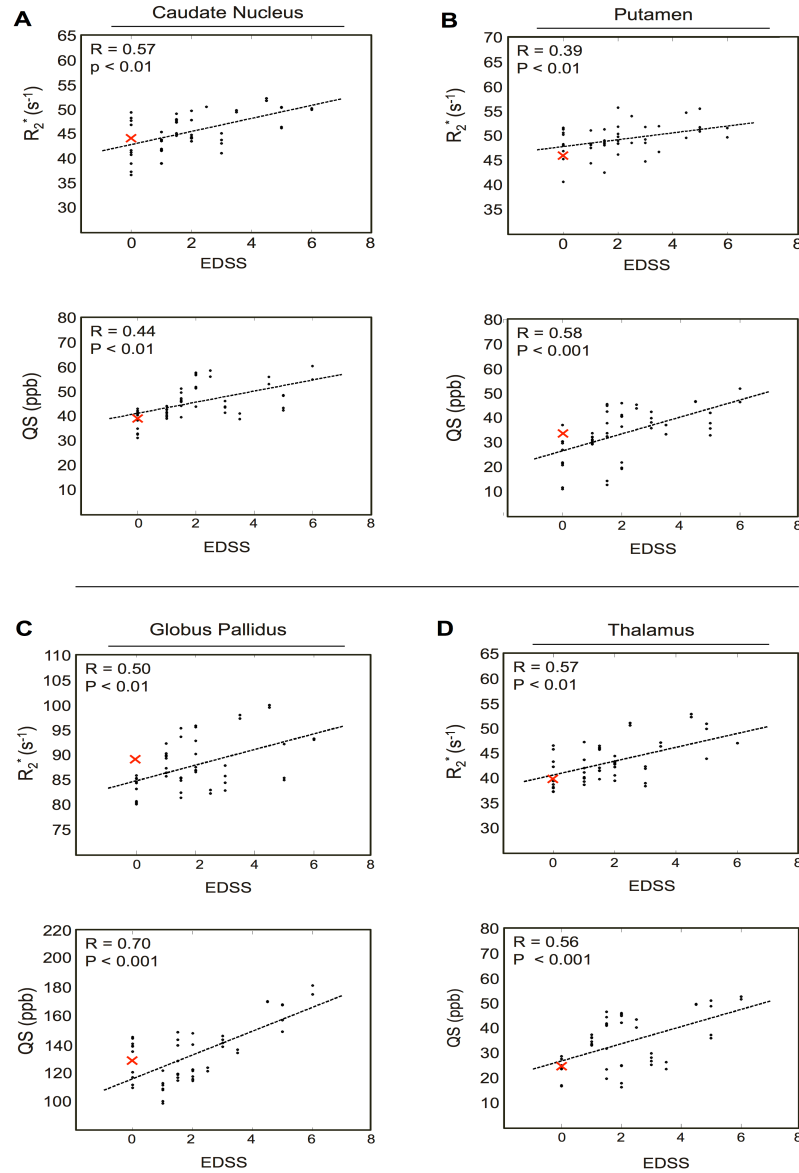 A
Caudate Nucleus
R = 0.57
p < 0.01
65
60
55
50
45
40
35
30
R2* (s-1)
0 2 4 6 8
EDSS
R = 0.44
P < 0.01
80
70
60
50
40
30
20
10
QS (ppb)
0 2 4 6 8
EDSS
B
Putamen
R = 0.39
P < 0.01
70
65
60
55
50
45
40
35
R2* (s-1)
0 2 4 6 8
EDSS
R = 0.58
P < 0.001
80
70
60
50
40
30
20
10
QS (ppb)
0 2 4 6 8
EDSS
C
Globus Pallidus
R = 0.50
P < 0.01
110
105
100
95
90
85
80
75
R2* (s-1)
0 2 4 6 8
EDSS
R = 0.70
P < 0.001
220
200
180
160
140
120
100
QS (ppb)
0 2 4 6 8
EDSS
D
Thalamus
R = 0.57
P < 0.01
65
60
55
50
45
40
35
30
R2* (s-1)
0 2 4 6 8
EDSS
R = 0.56
P < 0.001
80
70
60
50
40
30
20
10
QS (ppb)
0 2 4 6 8
EDSS